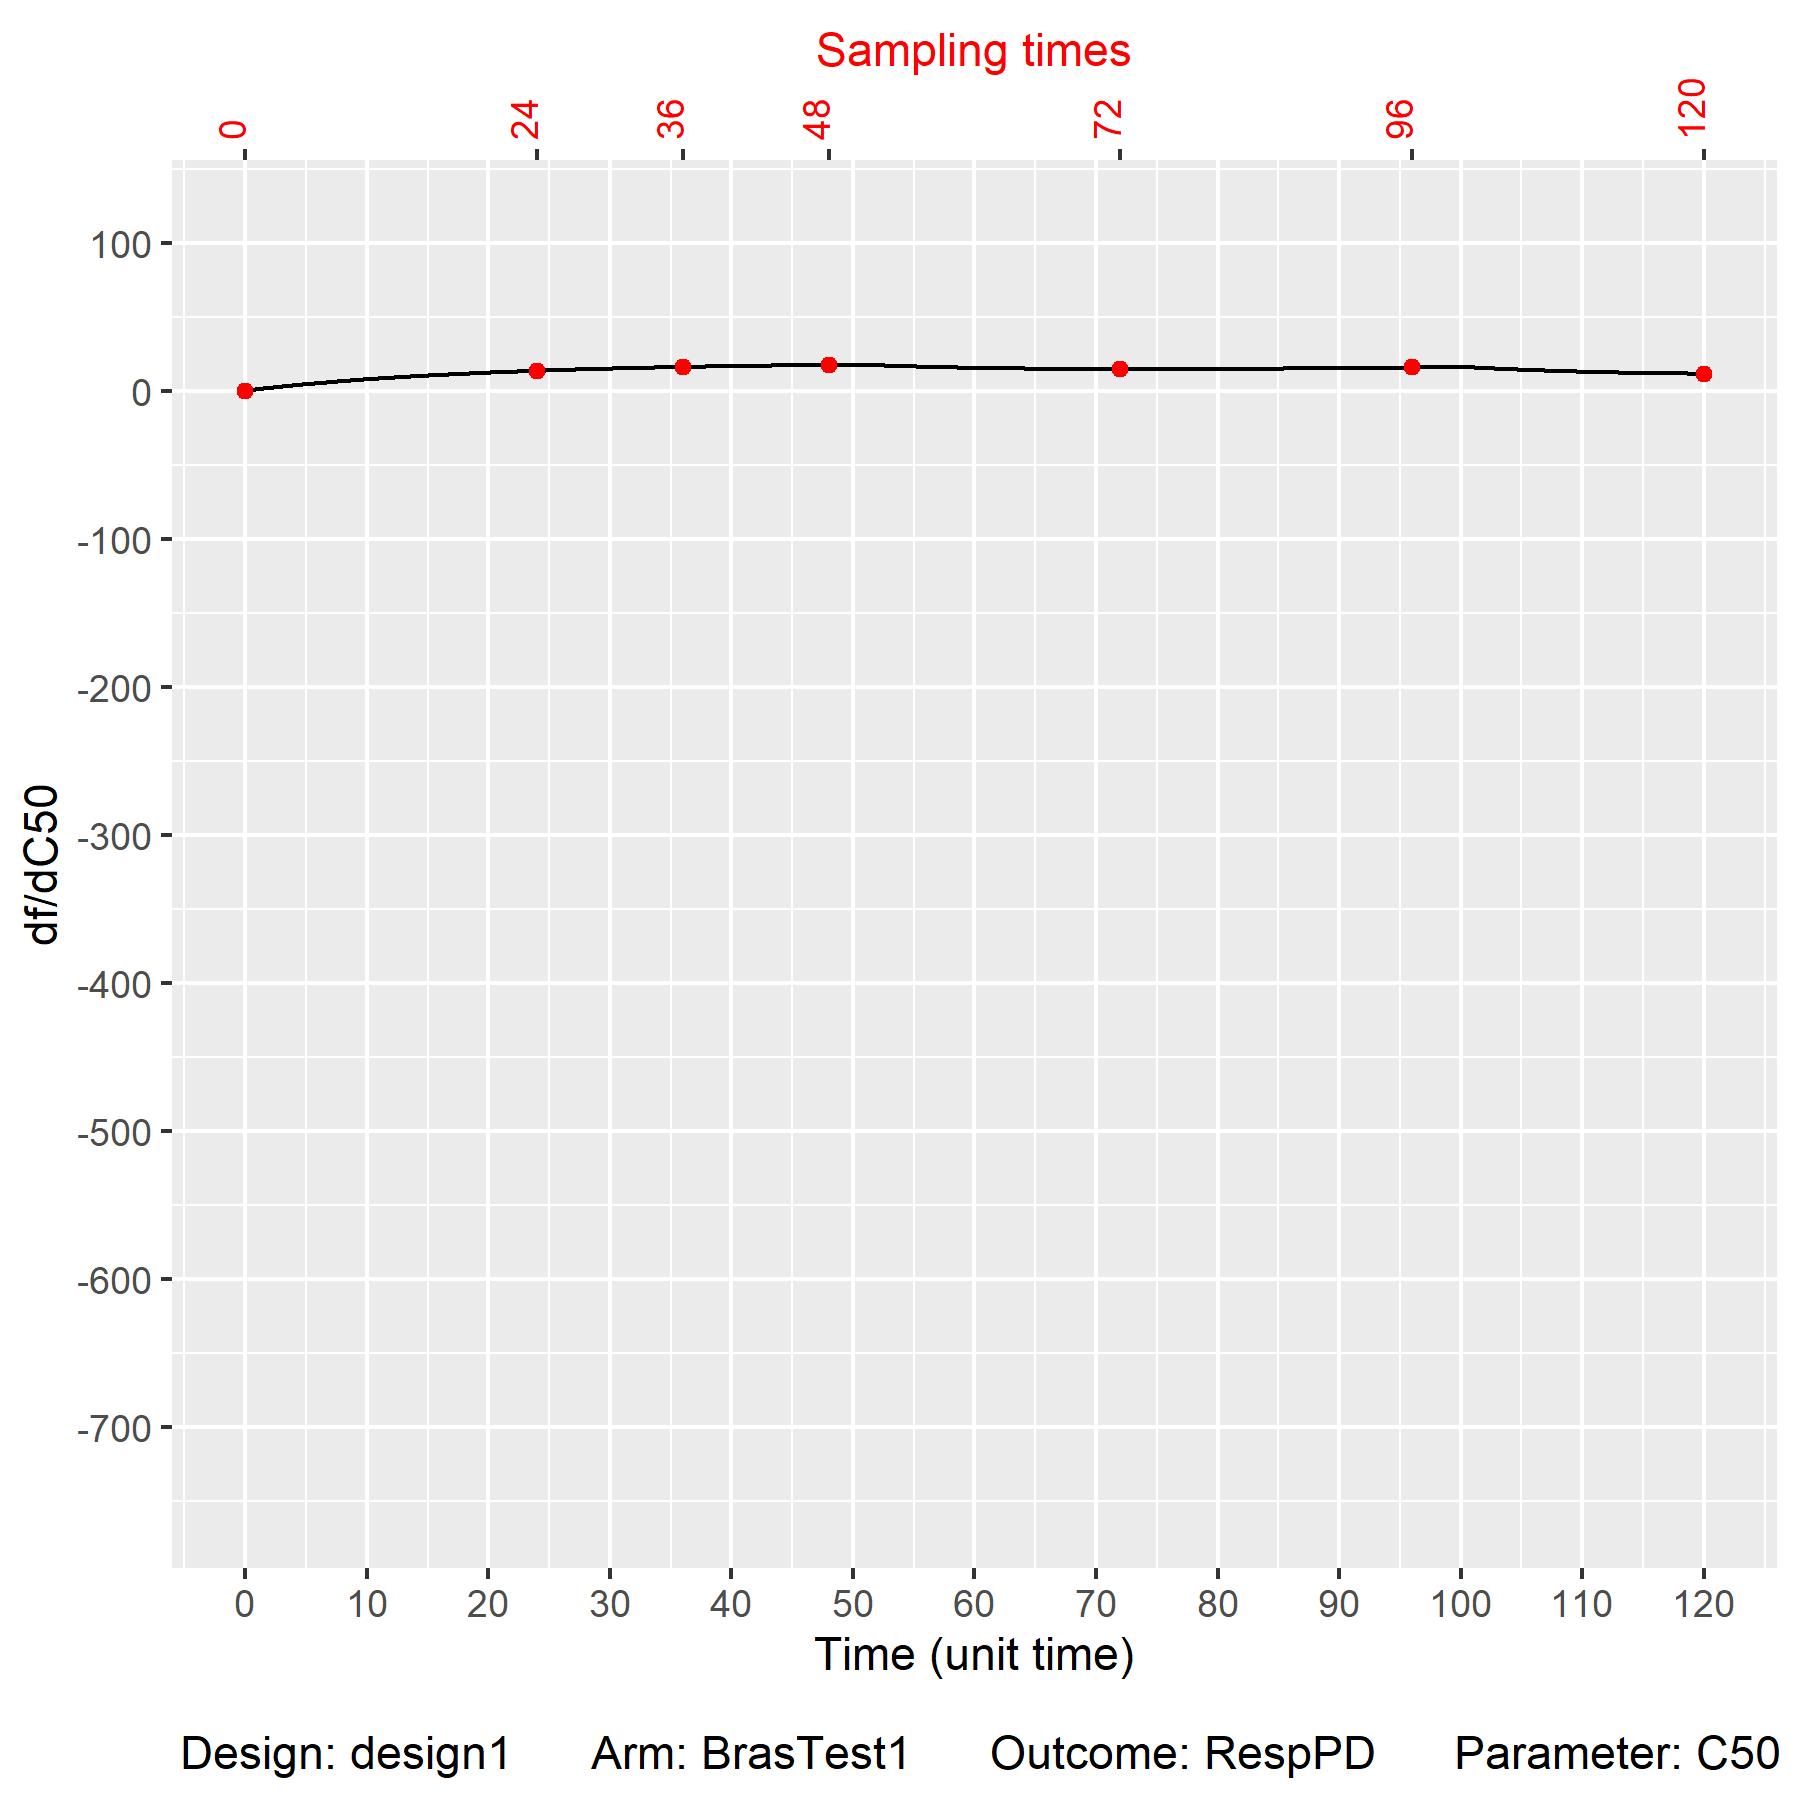 Sampling times
0 24 36 48 72 96 120
100
0
-100
-200
-300
-400
-500
-600
-700
df/dC50
0 10 20 30 40 50 60 70 80 90 100 110 120
Time (unit time)
Design: design1 Arm: BrasTest1 Outcome: RespPD Parameter: C50